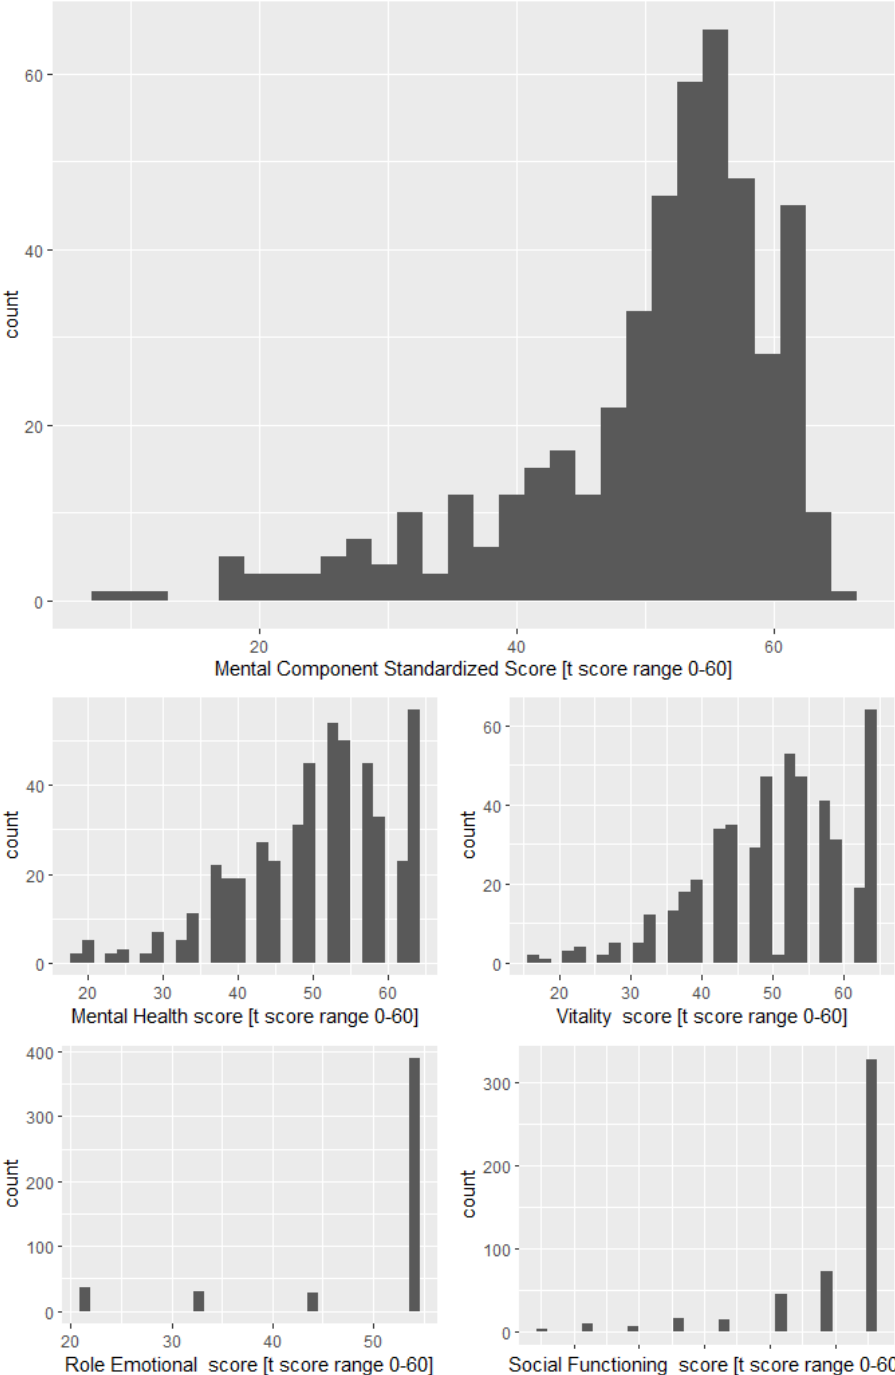 60
40
20
0
count
20 40 60
Mental Component Standardized Score [t score range 0-60]
40
20
0
count
20 30 40 50 60
Mental Health score [t score range 0-60]
60
40
20
0
count
20 30 40 50 60
Vitality  score [t score range 0-60]
400
300
200
100
0
count
20 30 40 50
Role Emotional  score [t score range 0-60]
300
200
100
0
count
Social Functioning  score [t score range 0-60